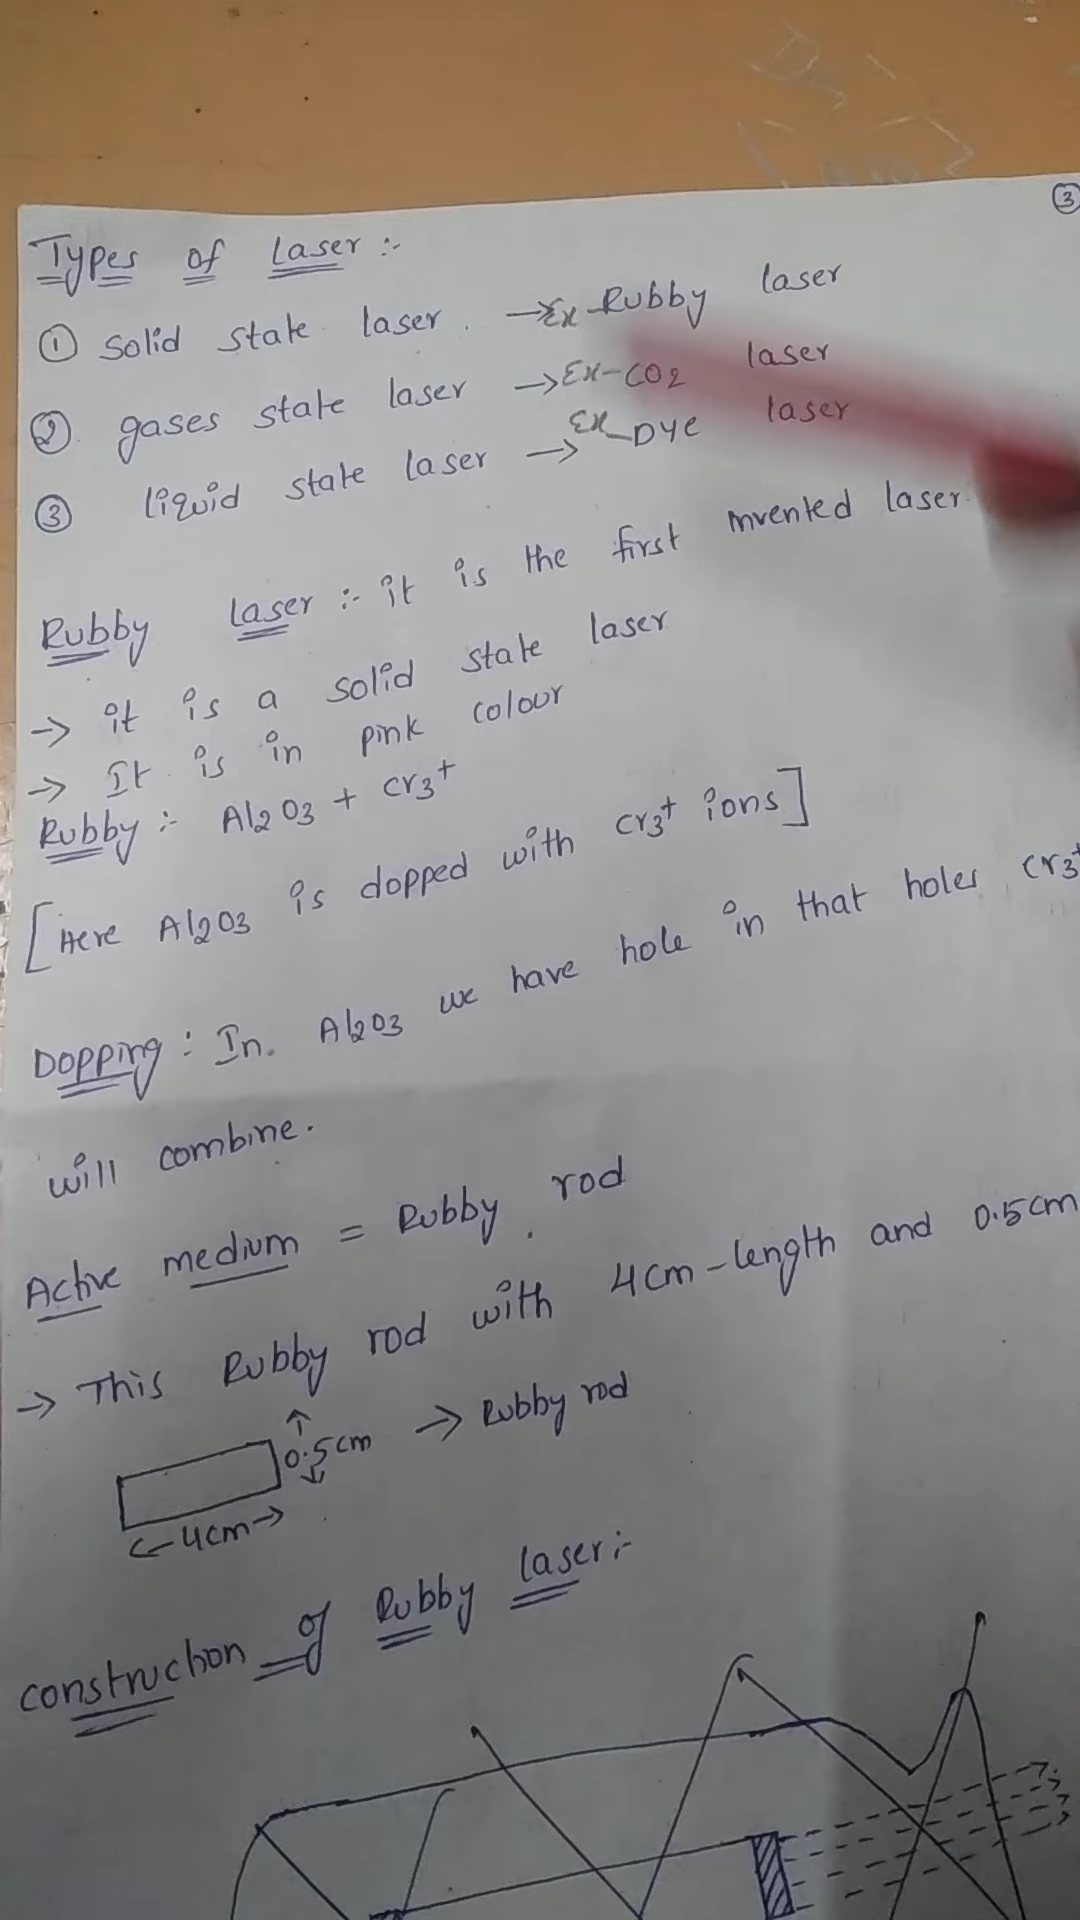 ③
Types of Laser :-
① solid state laser. → Ex-Rubby laser
② gases state laser → Ex-CO2 laser
③ liquid state laser → Ex-Dye laser
Rubby Laser :- it is the first invented laser.
→ it is a solid state laser
→ It is in pink colour
Rubby :- Al2O3 + Cr3+
[Here Al2O3 is dopped with Cr3+ ions]
Dopping : In. Al2O3 we have hole in that holes Cr3+
will combine.
Active medium = Rubby rod
→ This Rubby rod with 4cm-length and 0.5cm
0.5cm → Rubby rod
4cm
construction of Rubby laser :-